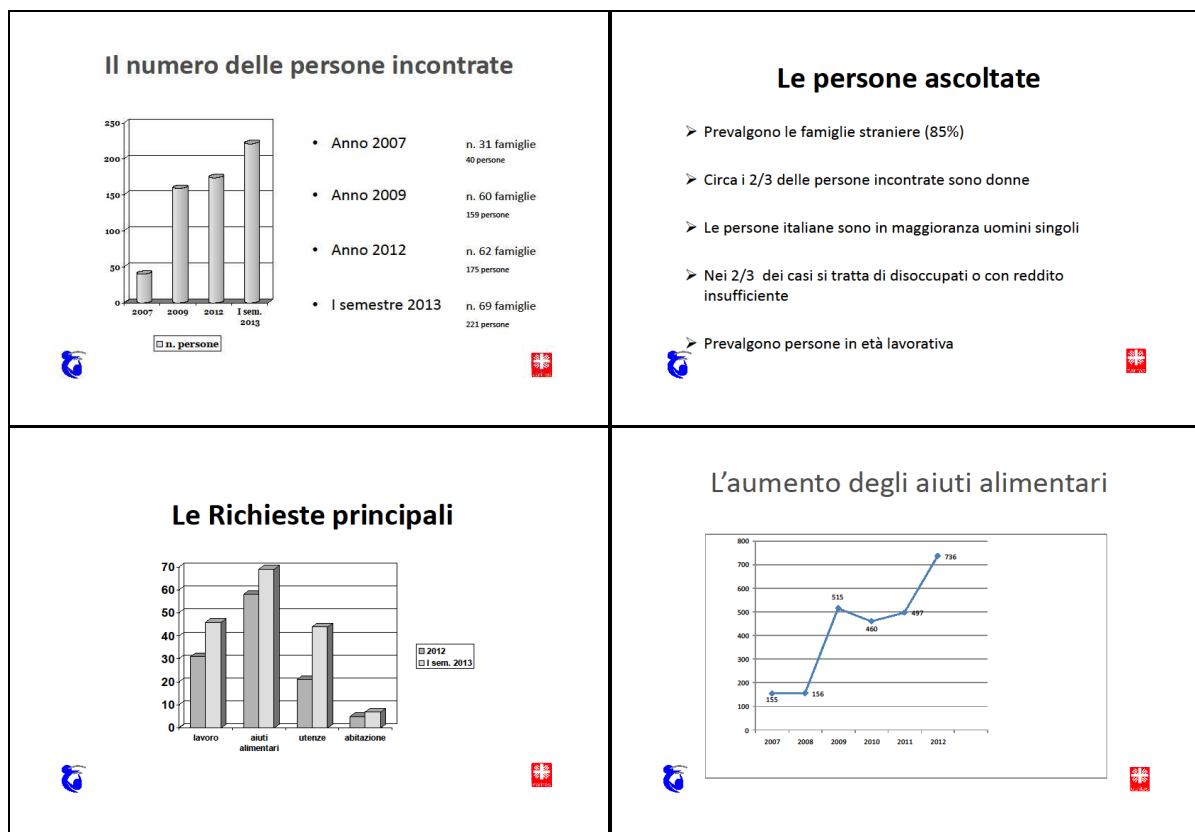 Il numero delle persone incontrate
250
200
150
100
50
0
2007 2009 2012 I sem.
2013
n. persone
• Anno 2007 n. 31 famiglie
40 persone
• Anno 2009 n. 60 famiglie
159 persone
• Anno 2012 n. 62 famiglie
175 persone
• I semestre 2013 n. 69 famiglie
221 persone
Le persone ascoltate
➢ Prevalgono le famiglie straniere (85%)
➢ Circa i 2/3 delle persone incontrate sono donne
➢ Le persone italiane sono in maggioranza uomini singoli
➢ Nei 2/3 dei casi si tratta di disoccupati o con reddito
insufficiente
➢ Prevalgono persone in età lavorativa
Le Richieste principali
70
60
50
40
30
20
10
0
lavoro aiuti utenze abitazione
alimentari
2012
I sem. 2013
L'aumento degli aiuti alimentari
800
700
600
500
400
300
200
100
0
155
156
515
460
497
736
2007 2008 2009 2010 2011 2012